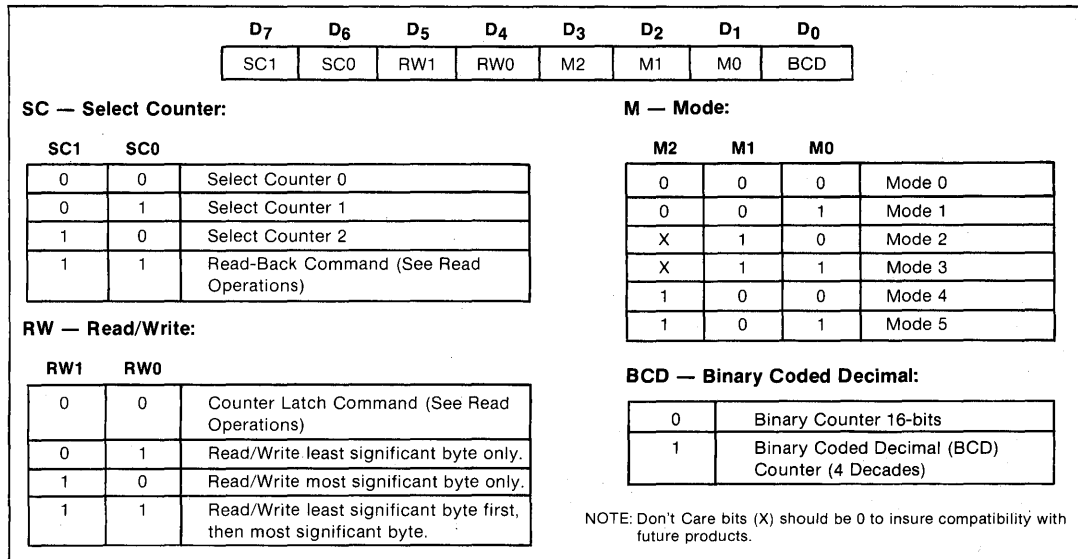 D7 D6 D5 D4 D3 D2 D1 D0
SC1 SC0 RW1 RW0 M2 M1 M0 BCD
SC — Select Counter:
SC1 SC0
0 0 Select Counter 0
0 1 Select Counter 1
1 0 Select Counter 2
1 1 Read-Back Command (See Read
Operations)
RW — Read/Write:
RW1 RW0
0 0 Counter Latch Command (See Read
Operations)
0 1 Read/Write least significant byte only.
1 0 Read/Write most significant byte only.
1 1 Read/Write least significant byte first,
then most significant byte.
M — Mode:
M2 M1 M0
0 0 0 Mode 0
0 0 1 Mode 1
X 1 0 Mode 2
X 1 1 Mode 3
1 0 0 Mode 4
1 0 1 Mode 5
BCD — Binary Coded Decimal:
0 Binary Counter 16-bits
1 Binary Coded Decimal (BCD)
Counter (4 Decades)
NOTE: Don't Care bits (X) should be 0 to insure compatibility with
future products.